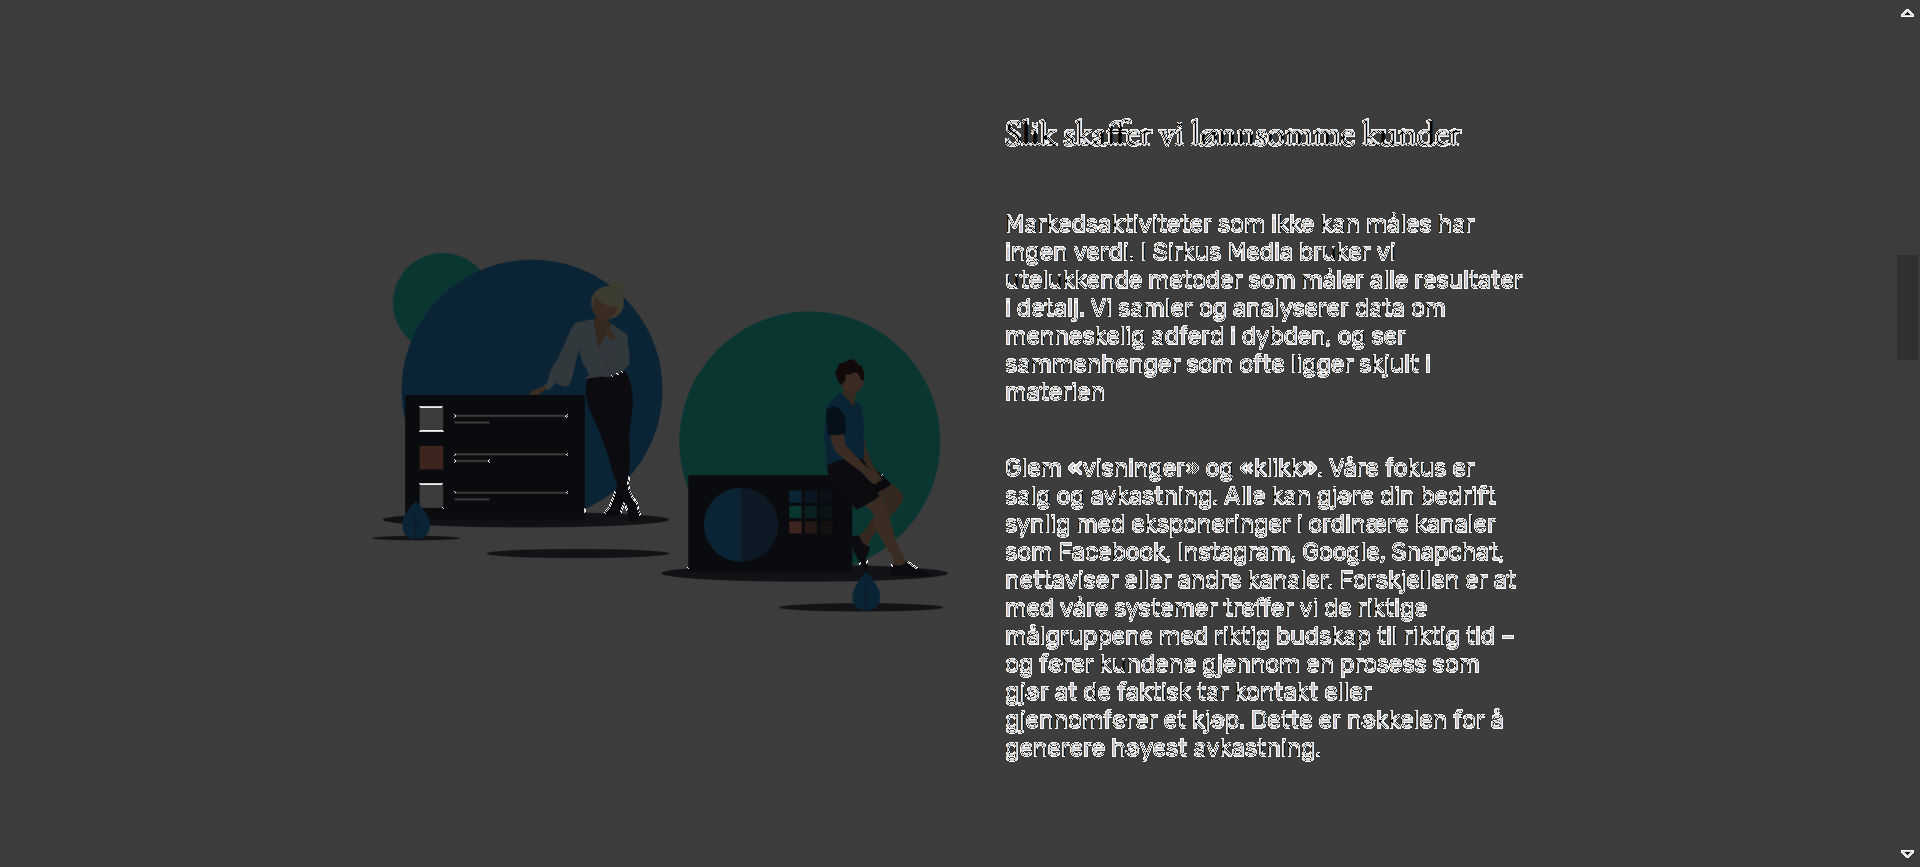 Slik skaffer vi lønnsomme kunder
Markedsaktiviteter som ikke kan måles har
ingen verdi. I Sirkus Media bruker vi
utelukkende metoder som måler alle resultater
i detalj. Vi samler og analyserer data om
menneskelig adferd i dybden, og ser
sammenhenger som ofte ligger skjult i
materien
Glem «visninger» og «klikk». Våre fokus er
salg og avkastning. Alle kan gjøre din bedrift
synlig med eksponeringer i ordinære kanaler
som Facebook, Instagram, Google, Snapchat,
nettaviser eller andre kanaler. Forskjellen er at
med våre systemer treffer vi de riktige
målgruppene med riktig budskap til riktig tid –
og fører kundene gjennom en prosess som
gjør at de faktisk tar kontakt eller
gjennomfører et kjøp. Dette er nøkkelen for å
generere høyest avkastning.